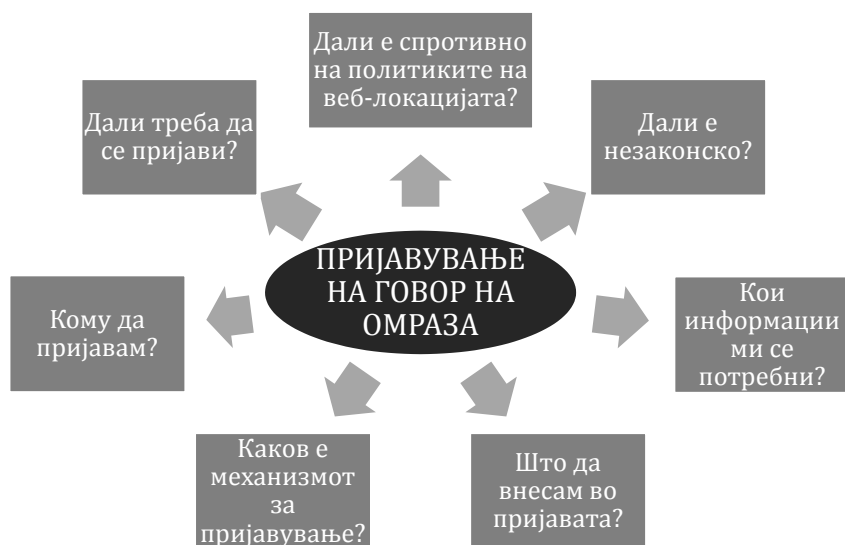 Дали е спротивно
на политиките на
веб-локацијата?
Дали треба да
се пријави?
Дали е
незаконско?
ПРИЈАВУВАЊЕ
НА ГОВОР НА
ОМРАЗА
Кому да
пријавам?
Кои
информации
ми се
потребни?
Каков е
механизмот
за
пријавување?
Што да
внесам во
пријавата?